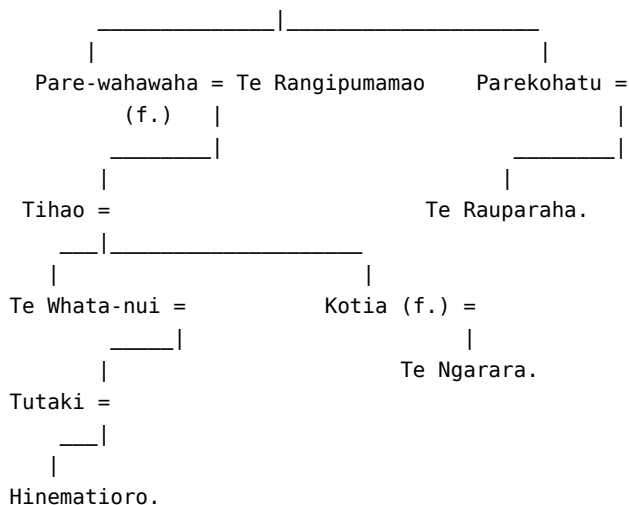 Pare-wahawaha = Te Rangipumamao Parekohatu =
(f.)
Tihao = Te Rauparaha.
Te Whata-nui = Kotia (f.) =
Te Ngarara.
Tutaki =
Hinematioro.